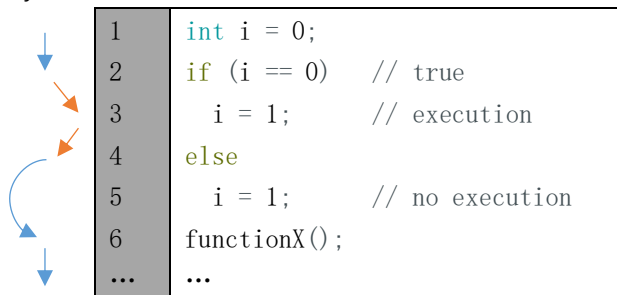 1 int i = 0;
2 if (i == 0) // true
3 i = 1; // execution
4 else
5 i = 1; // no execution
6 functionX();
… …